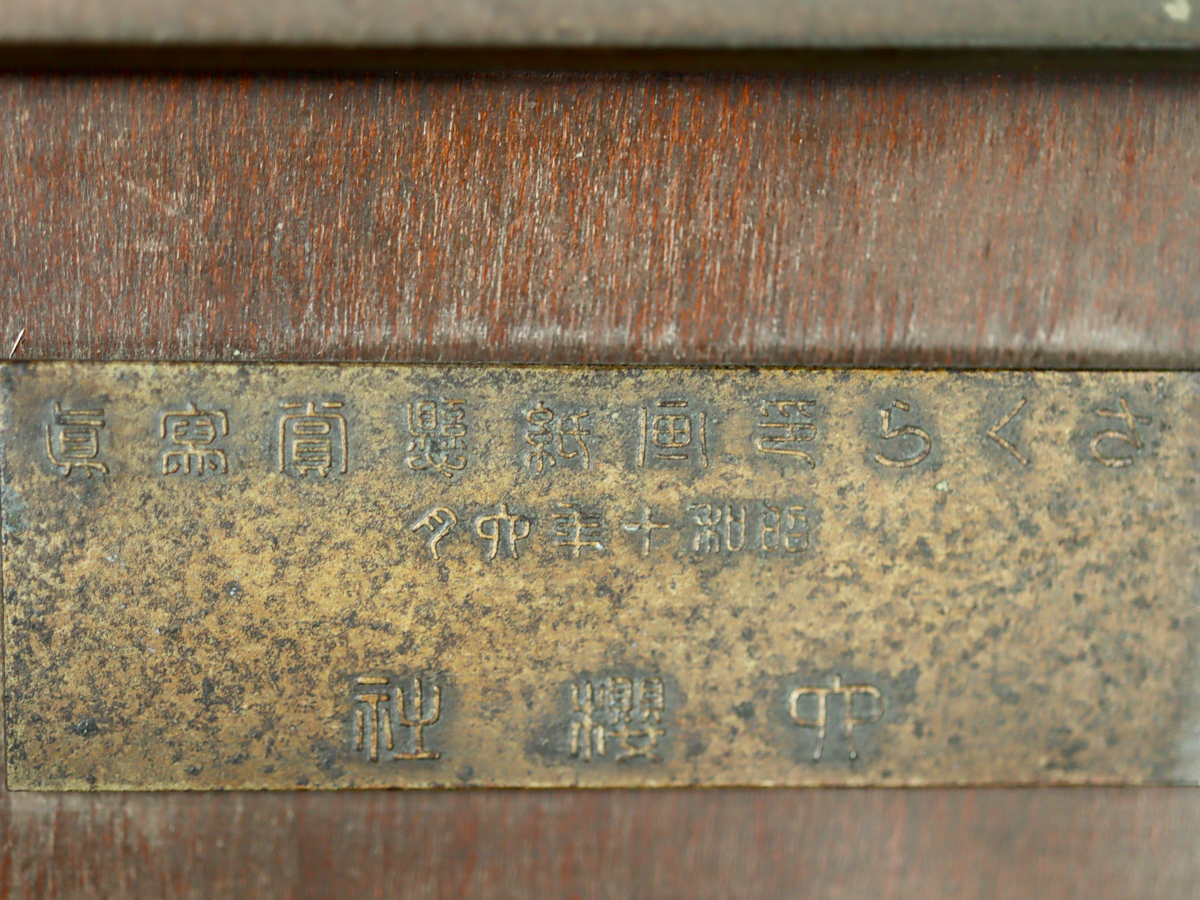 さくら印画紙懸賞寫眞
昭和十年六月
六櫻社